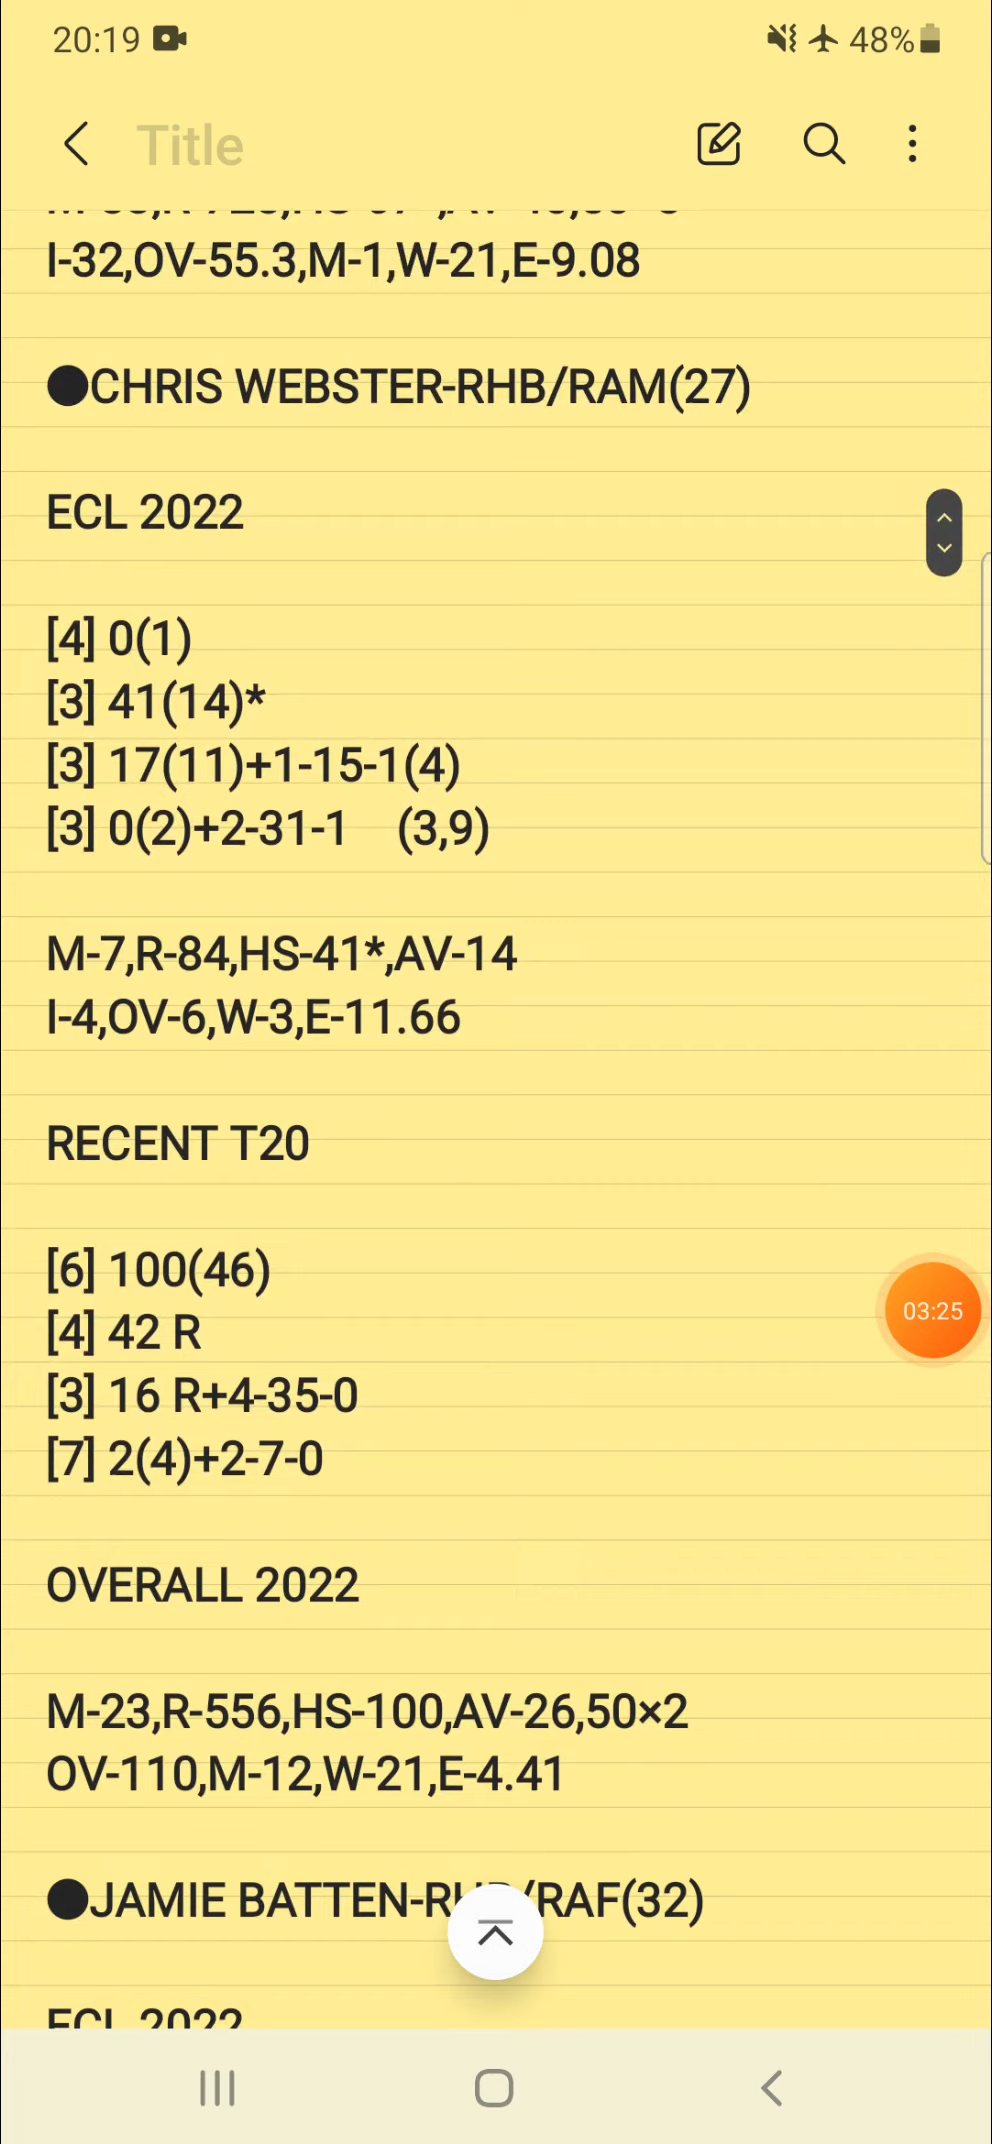 20:19
48%
Title
I-32,OV-55.3,M-1,W-21,E-9.08
●CHRIS WEBSTER-RHB/RAM(27)
ECL 2022
[4] 0(1)
[3] 41(14)*
[3] 17(11)+1-15-1(4)
[3] 0(2)+2-31-1 (3,9)
M-7,R-84,HS-41*,AV-14
I-4,OV-6,W-3,E-11.66
RECENT T20
[6] 100(46)
[4] 42 R
03:25
[3] 16 R+4-35-0
[7] 2(4)+2-7-0
OVERALL 2022
M-23,R-556,HS-100,AV-26,50×2
OV-110,M-12,W-21,E-4.41
●JAMIE BATTEN-RHB/RAF(32)
ECL 2022